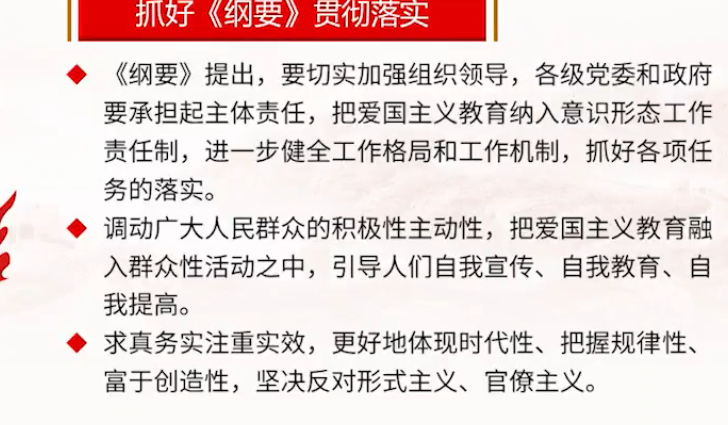 抓好《纲要》贯彻落实
《纲要》提出，要切实加强组织领导，各级党委和政府
要承担起主体责任，把爱国主义教育纳入意识形态工作
责任制，进一步健全工作格局和工作机制，抓好各项任
务的落实。
调动广大人民群众的积极性主动性，把爱国主义教育融
入群众性活动之中，引导人们自我宣传、自我教育、自
我提高。
求真务实注重实效，更好地体现时代性、把握规律性、
富于创造性，坚决反对形式主义、官僚主义。